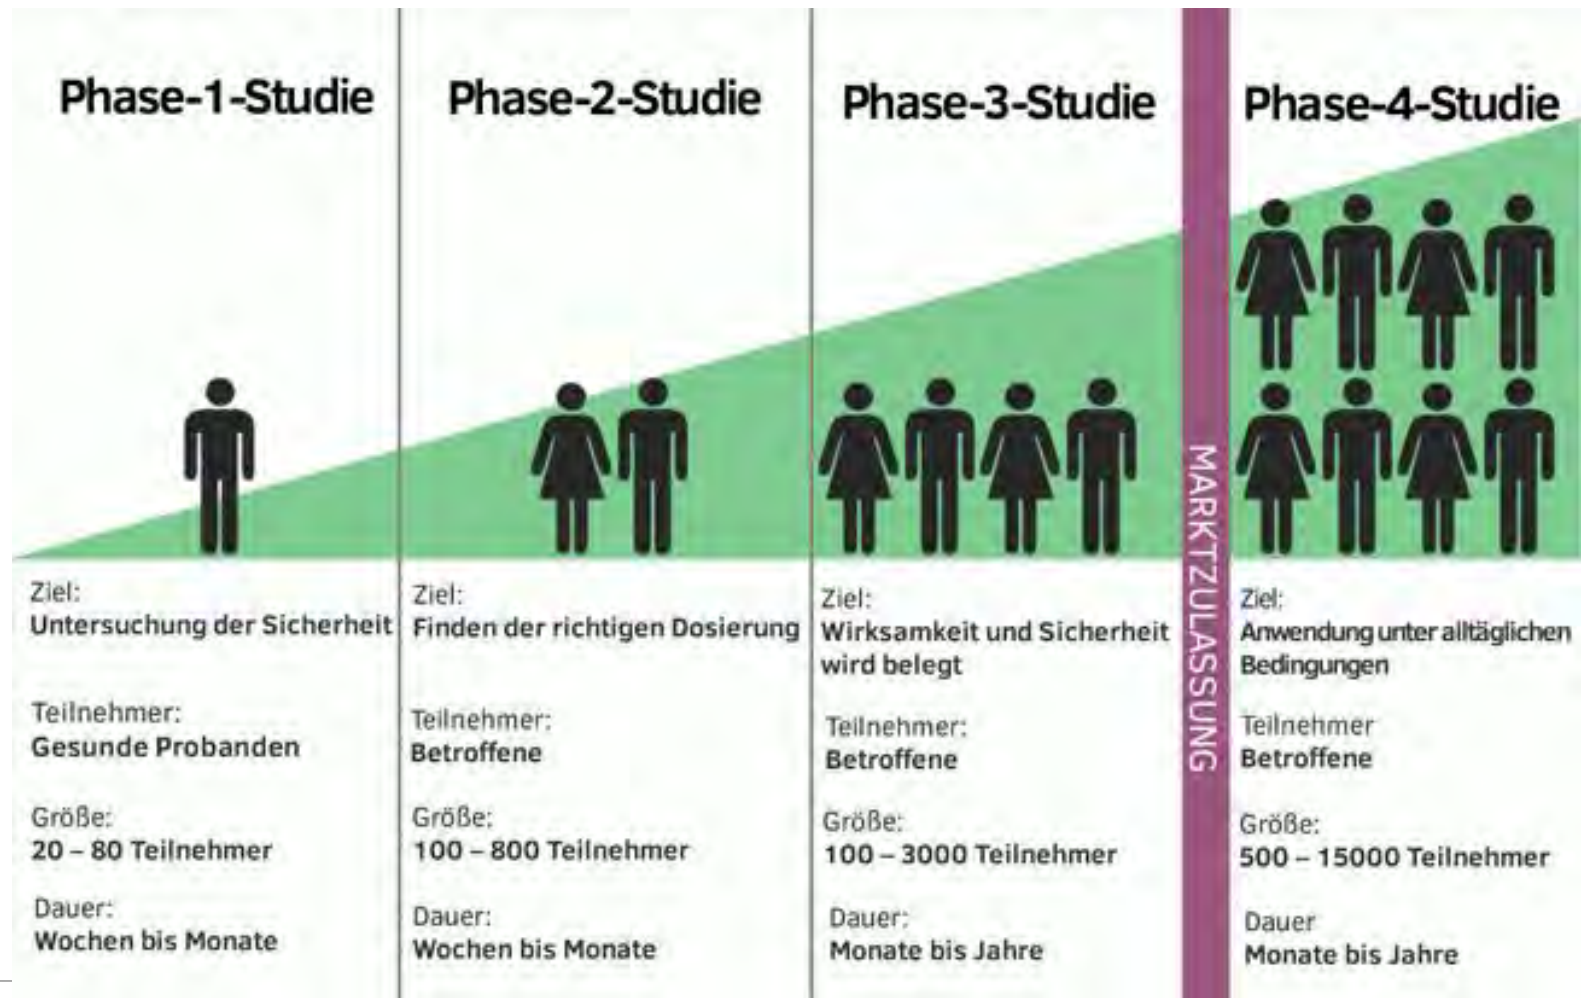 Phase-1-Studie
Ziel:
Untersuchung der Sicherheit
Teilnehmer:
Gesunde Probanden
Größe:
20 – 80 Teilnehmer
Dauer:
Wochen bis Monate
Phase-2-Studie
Ziel:
Finden der richtigen Dosierung
Teilnehmer:
Betroffene
Größe:
100 – 800 Teilnehmer
Dauer:
Wochen bis Monate
Phase-3-Studie
Ziel:
Wirksamkeit und Sicherheit
wird belegt
Teilnehmer:
Betroffene
Größe:
100 – 3000 Teilnehmer
Dauer:
Monate bis Jahre
MARKTZULASSUNG
Phase-4-Studie
Ziel:
Anwendung unter alltäglichen
Bedingungen
Teilnehmer
Betroffene
Größe:
500 – 15000 Teilnehmer
Dauer
Monate bis Jahre